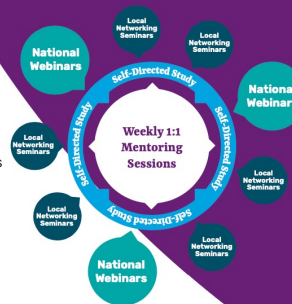 Local
Networking
Seminars
Local
Networking
Seminars
National
Webinars
National
Webinar
Self-Directed Study
Self-Directed Study
Self-Directed Study
Self-Directed Study
Weekly 1:1
Mentoring
Sessions
Local
Networking
Seminars
s
Local
Networking
Seminars
Local
Networking
Seminars
Local
Networking
Seminars
National
Webinars